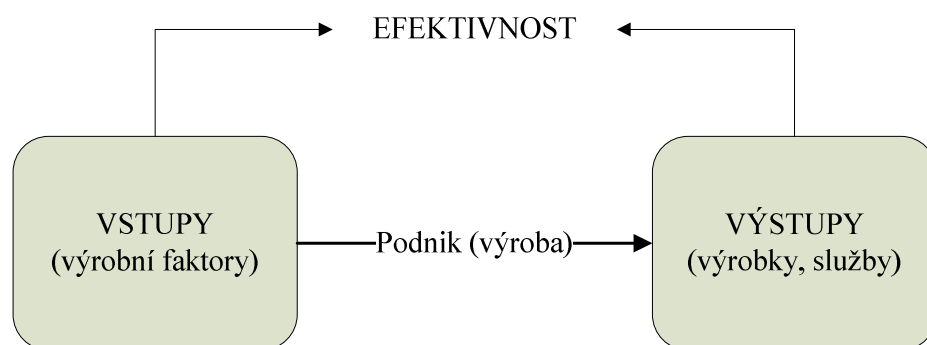 EFEKTIVNOST
VSTUPY
(výrobní faktory)
Podnik (výroba)
VÝSTUPY
(výrobky, služby)